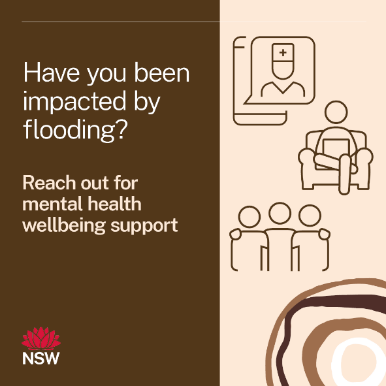 Have you been
impacted by
flooding?
Reach out for
mental health
wellbeing support
NSW